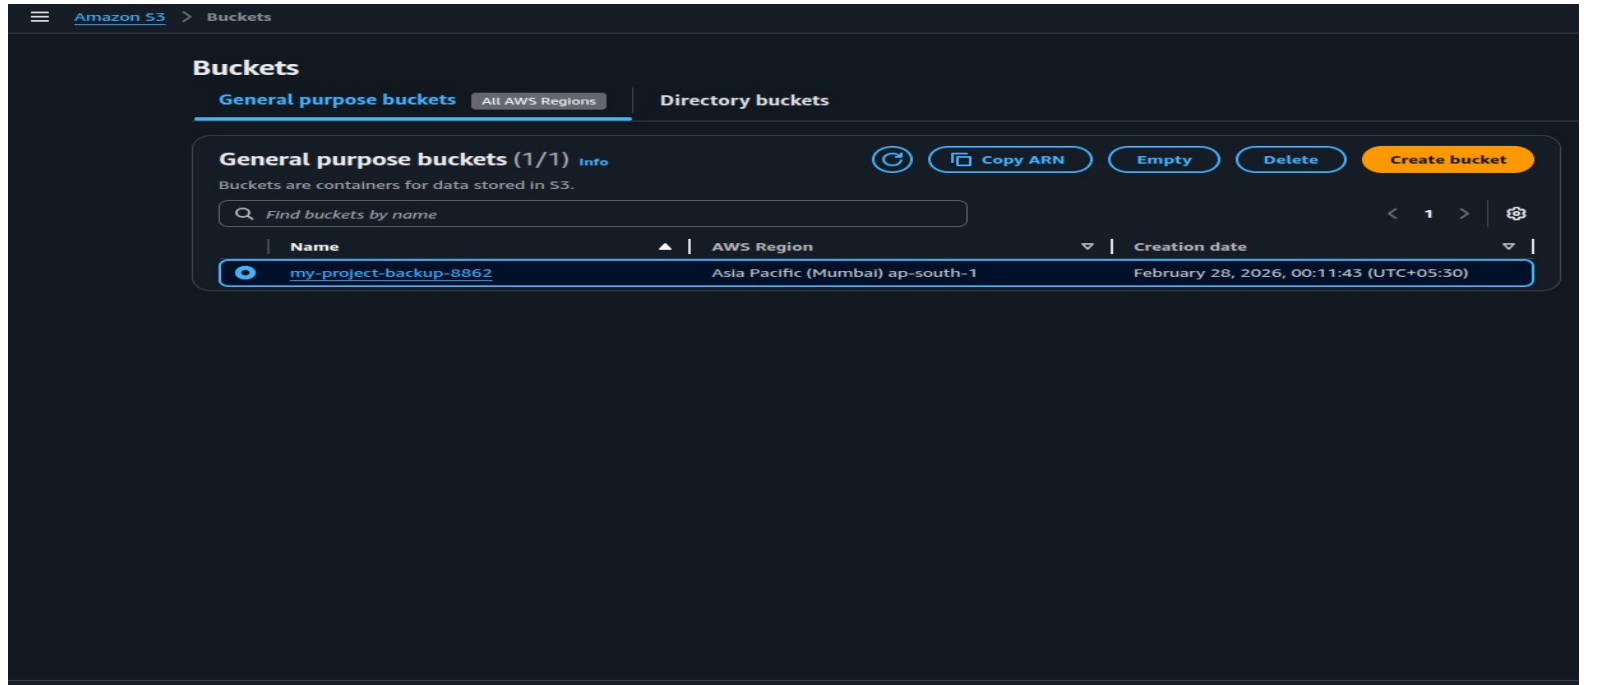 Amazon S3 > Buckets
Buckets
General purpose buckets All AWS Regions Directory buckets
General purpose buckets (1/1) Info Copy ARN Empty Delete Create bucket
Buckets are containers for data stored in S3.
Find buckets by name < 1 >
Name AWS Region Creation date
my-project-backup-8862 Asia Pacific (Mumbai) ap-south-1 February 28, 2026, 00:11:43 (UTC+05:30)